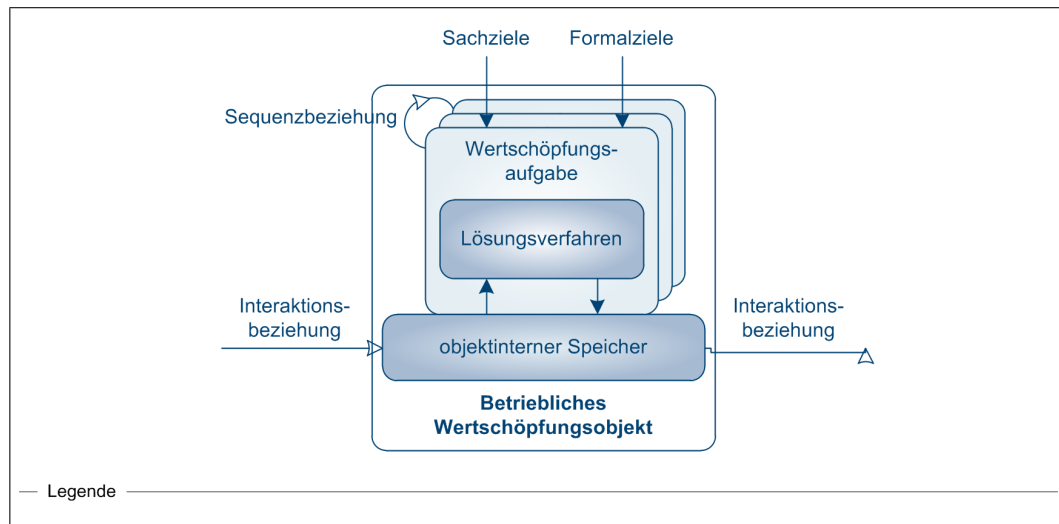 Sachziele
Formalziele
Sequenzbeziehung
Wertschöpfungs-
aufgabe
Lösungsverfahren
Interaktions-
beziehung
Interaktions-
beziehung
objektinterner Speicher
Betriebliches
Wertschöpfungsobjekt
Legende